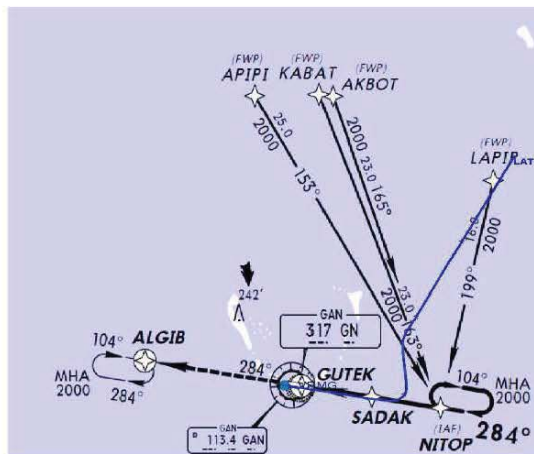 (FWP)
APIPI
(FWP)
KABAT
(FWP)
AKBOT
25.0
2000
153°
2000
23.0
165°
(FWP)
LAPIP
LAT
16.0
2000
199°
23.0
2000
163°
242'
GAN
317 GN
104°
ALGIB
284°
MHA
2000
284°
GUTEK
SADAK
104°
MHA
2000
(IAF)
NITOP
284°
GAN
D 113.4 GAN